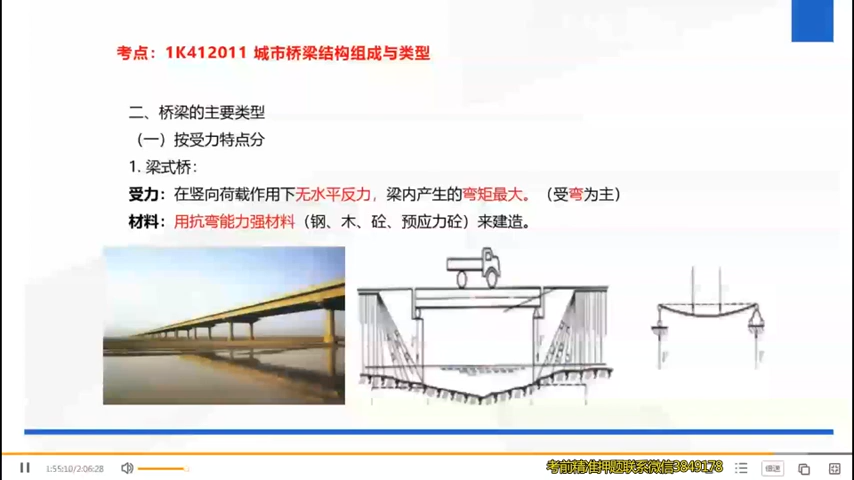 考点：1K412011 城市桥梁结构组成与类型
二、桥梁的主要类型
（一）按受力特点分
1. 梁式桥：
受力：在竖向荷载作用下无水平反力，梁内产生的弯矩最大。（受弯为主）
材料：用抗弯能力强材料（钢、木、砼、预应力砼）来建造。
F
F
F
F
1:55:10/2:06:28
考前精准押题联系微信3849178
倍速